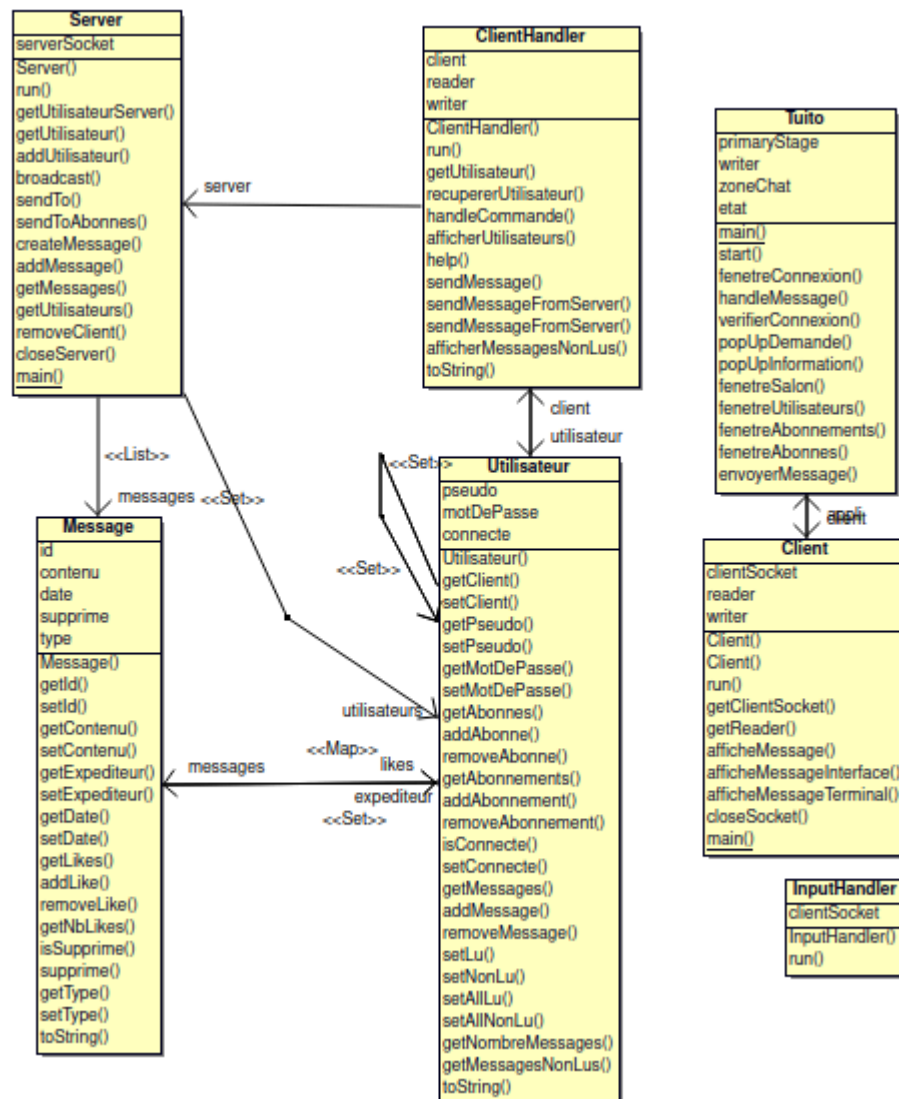 Server
serverSocket
Server()
run()
getUtilisateurServer()
getUtilisateur()
addUtilisateur()
broadcast()
sendTo()
sendToAbonnes()
createMessage()
addMessage()
getMessages()
getUtilisateurs()
removeClient()
closeServer()
main()
server
ClientHandler
client
reader
writer
ClientHandler()
run()
getUtilisateur()
recupererUtilisateur()
handleCommande()
afficherUtilisateurs()
help()
sendMessage()
sendMessageFromServer()
sendMessageFromServer()
afficherMessagesNonLus()
toString()
Tuito
primaryStage
writer
zoneChat
etat
main()
start()
fenetreConnexion()
handleMessage()
verifierConnexion()
popUpDemande()
popUpInformation()
fenetreSalon()
fenetreUtilisateurs()
fenetreAbonnements()
fenetreAbonnes()
envoyerMessage()
<<List>>
messages
<<Set>>
utilisateurs
client
utilisateur
<<Set>>
<<Set>>
appli
client
Message
id
contenu
date
supprime
type
Message()
getId()
setId()
getContenu()
setContenu()
getExpediteur()
setExpediteur()
getDate()
setDate()
getLikes()
addLike()
removeLike()
getNbLikes()
isSupprime()
supprime()
getType()
setType()
toString()
messages
<<Map>>
likes
expediteur
<<Set>>
Utilisateur
pseudo
motDePasse
connecte
Utilisateur()
getClient()
setClient()
getPseudo()
setPseudo()
getMotDePasse()
setMotDePasse()
getAbonnes()
addAbonne()
removeAbonne()
getAbonnements()
addAbonnement()
removeAbonnement()
isConnecte()
setConnecte()
getMessages()
addMessage()
removeMessage()
setLu()
setNonLu()
setAllLu()
setAllNonLu()
getNombreMessages()
getMessagesNonLus()
toString()
Client
clientSocket
reader
writer
Client()
Client()
run()
getClientSocket()
getReader()
afficheMessage()
afficheMessageInterface()
afficheMessageTerminal()
closeSocket()
main()
InputHandler
clientSocket
InputHandler()
run()